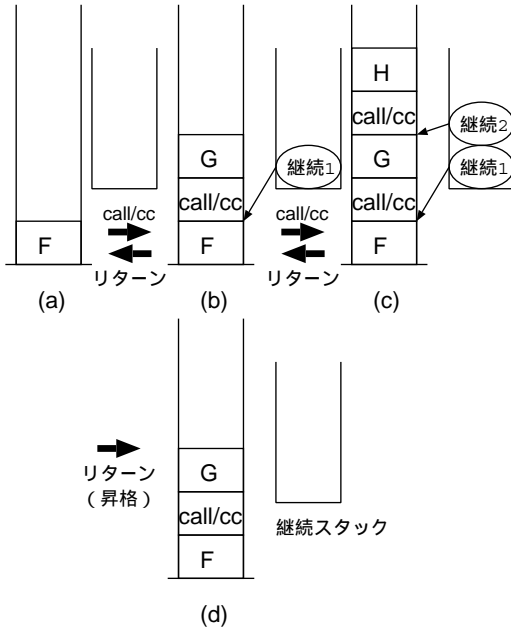 F
call/cc
リターン
(a)
G
call/cc
F
継続1
call/cc
リターン
(b)
H
call/cc
G
call/cc
F
継続2
継続1
(c)
リターン
(昇格)
G
call/cc
F
継続スタック
(d)